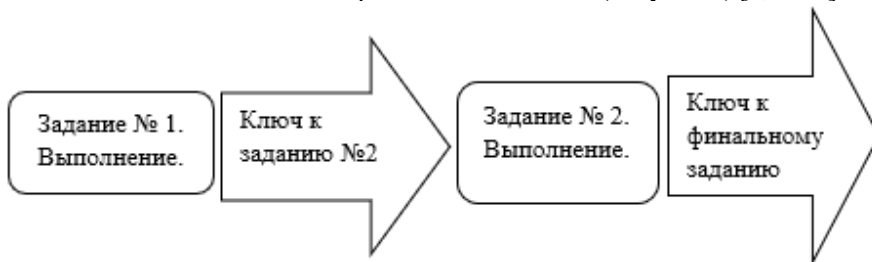 Задание № 1.
Выполнение.
Ключ к
заданию №2
Задание № 2.
Выполнение.
Ключ к
финальному
заданию